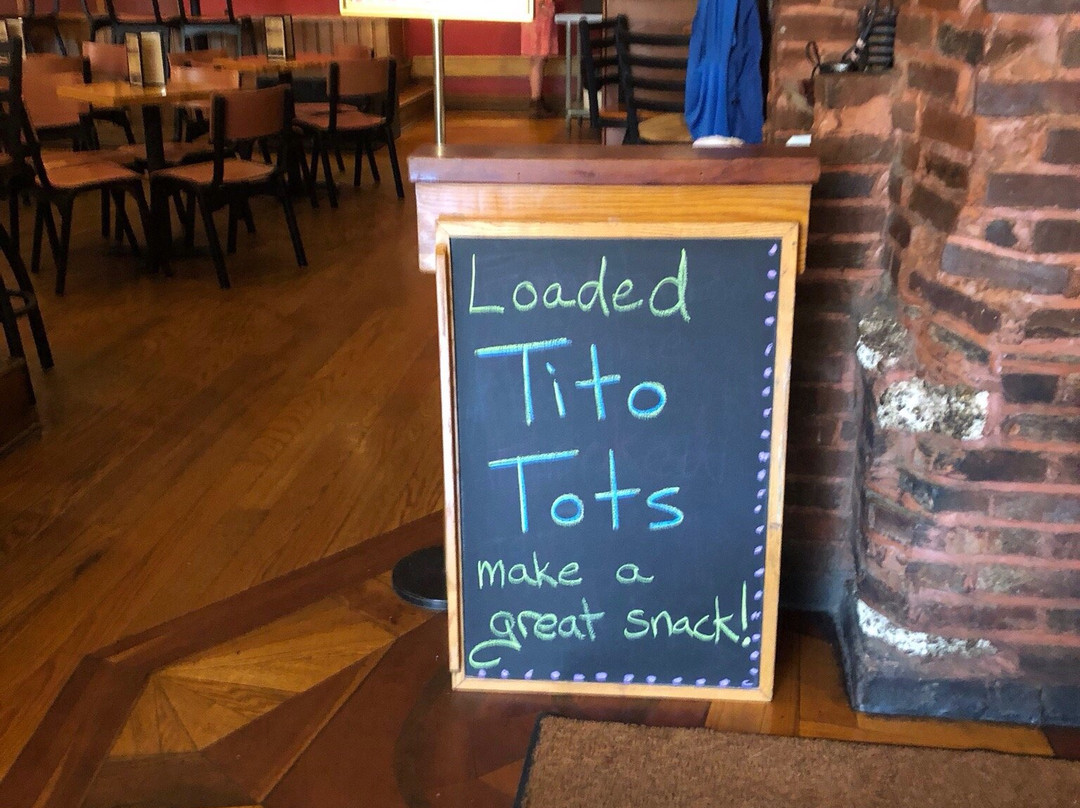 Loaded
Tito
Tots
make a
great snack!